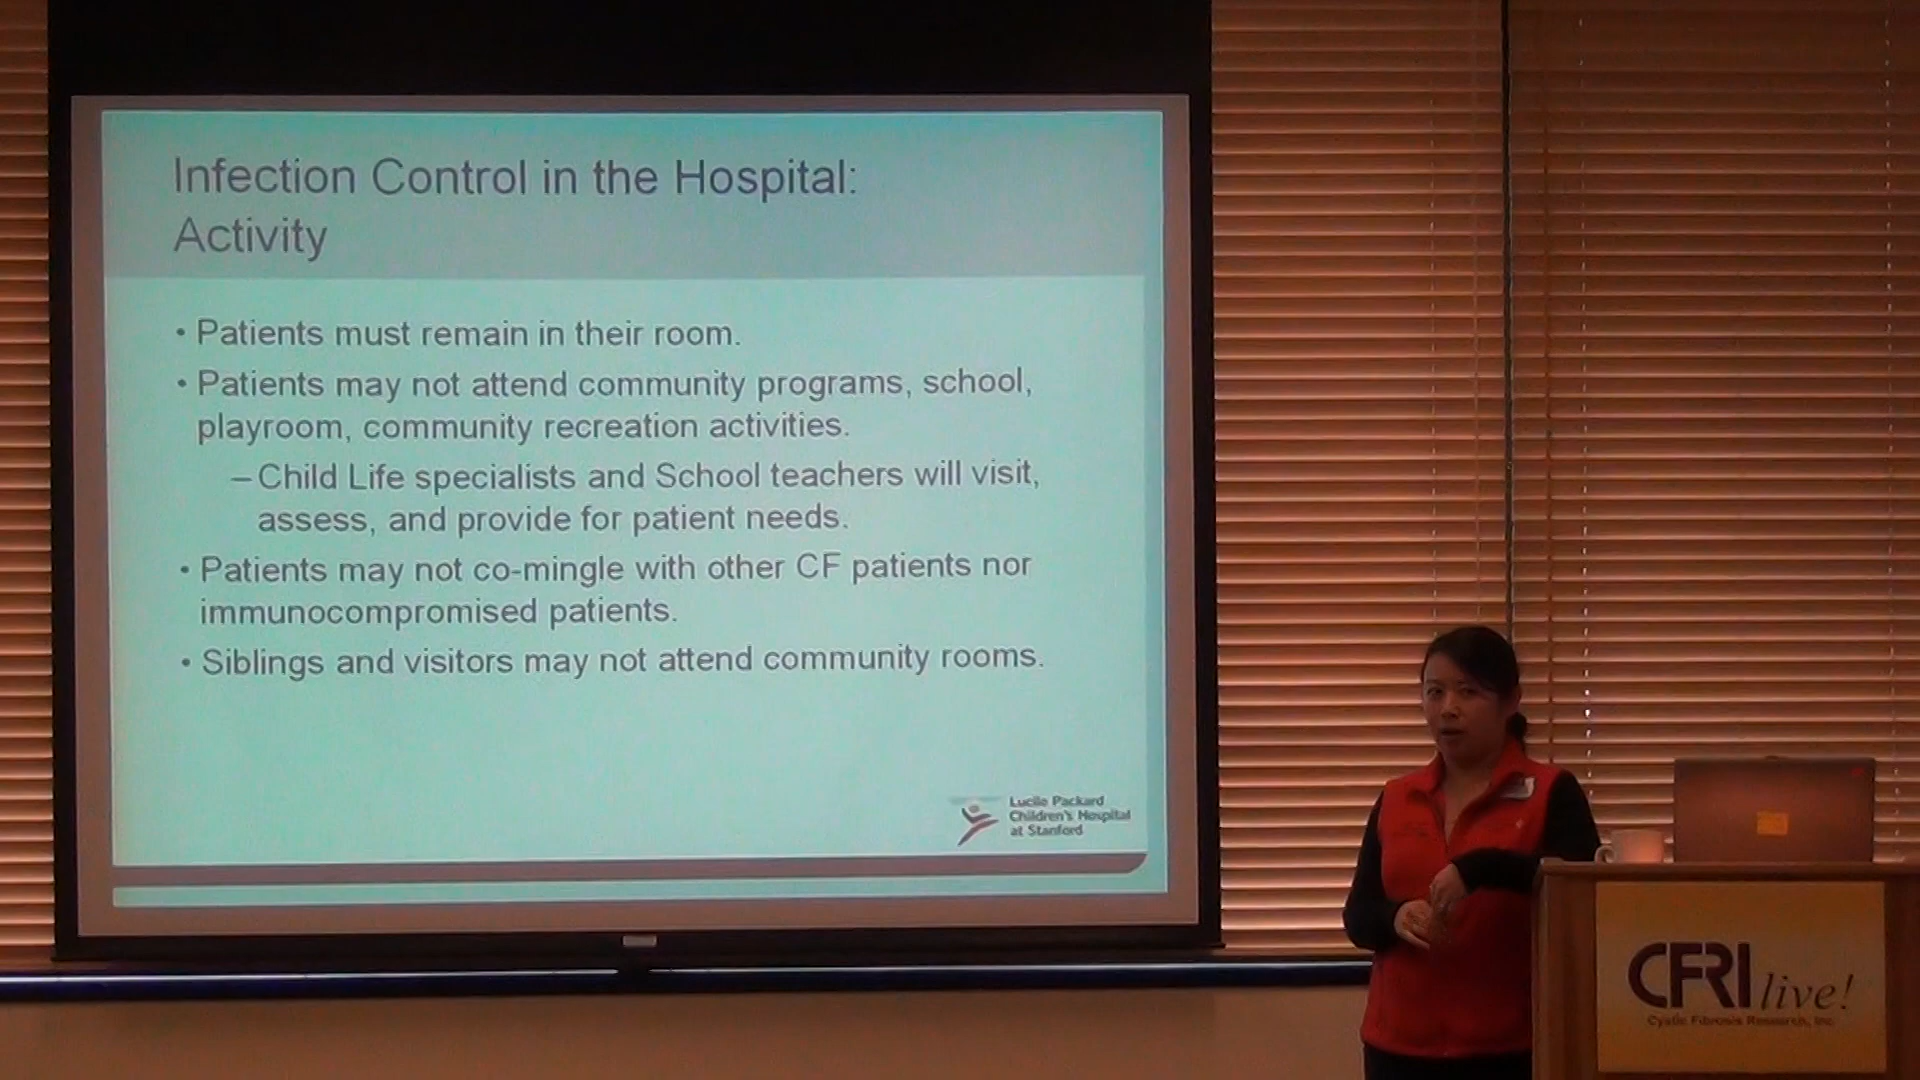 Infection Control in the Hospital:
Activity
• Patients must remain in their room.
• Patients may not attend community programs, school,
playroom, community recreation activities.
– Child Life specialists and School teachers will visit,
assess, and provide for patient needs.
• Patients may not co-mingle with other CF patients nor
immunocompromised patients.
• Siblings and visitors may not attend community rooms.
Lucile Packard
Children's Hospital
at Stanford
CFRI live!
Cystic Fibrosis Research, Inc.